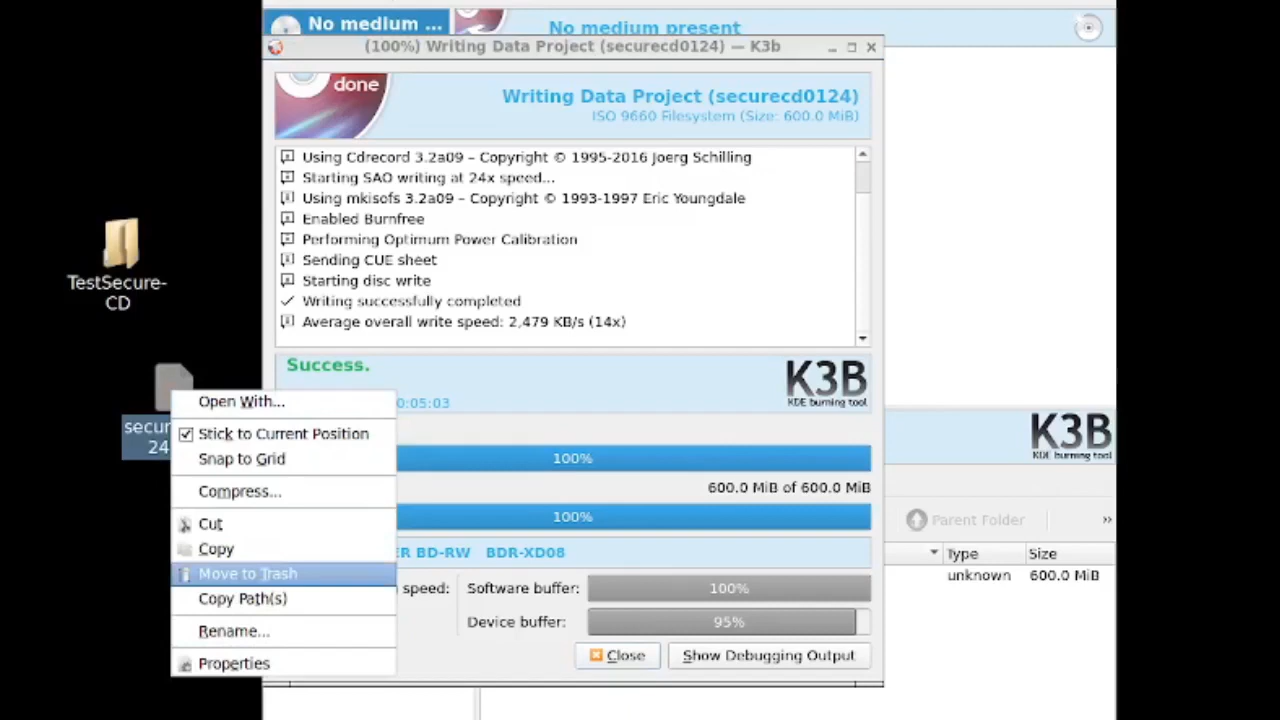 No medium ...
No medium present
(100%) Writing Data Project (securecd0124) — K3b
done
Writing Data Project (securecd0124)
ISO 9660 Filesystem (Size: 600.0 MiB)
Using Cdrecord 3.2a09 – Copyright © 1995-2016 Joerg Schilling
Starting SAO writing at 24x speed...
Using mkisofs 3.2a09 – Copyright © 1993-1997 Eric Youngdale
Enabled Burnfree
Performing Optimum Power Calibration
Sending CUE sheet
Starting disc write
Writing successfully completed
Average overall write speed: 2,479 KB/s (14x)
Success.
0:05:03
K3B
KDE burning tool
100%
600.0 MiB of 600.0 MiB
100%
R BD-RW BDR-XD08
speed:
Software buffer:
100%
Device buffer:
95%
Close
Show Debugging Output
TestSecure-
CD
secur
24
Open With...
Stick to Current Position
Snap to Grid
Compress...
Cut
Copy
Move to Trash
Copy Path(s)
Rename...
Properties
K3B
KDE burning tool
Parent Folder
»
Type
Size
unknown
600.0 MiB